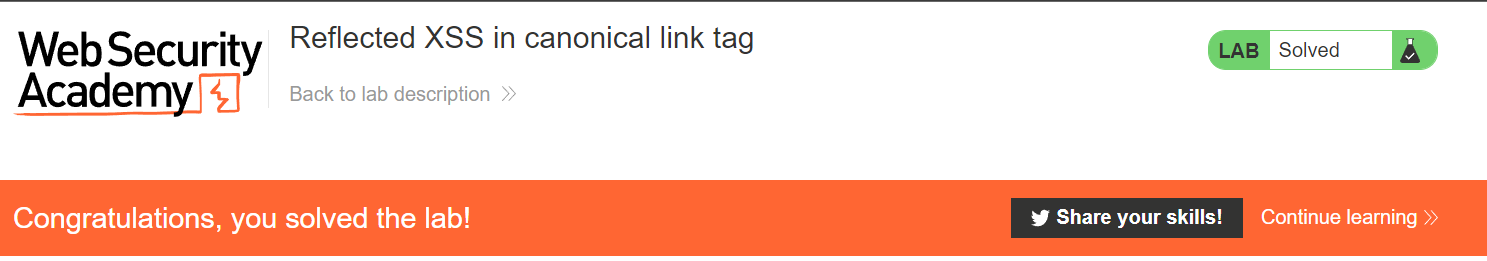 Web Security
Academy
Reflected XSS in canonical link tag
Back to lab description
LAB Solved
Congratulations, you solved the lab!
Share your skills!
Continue learning